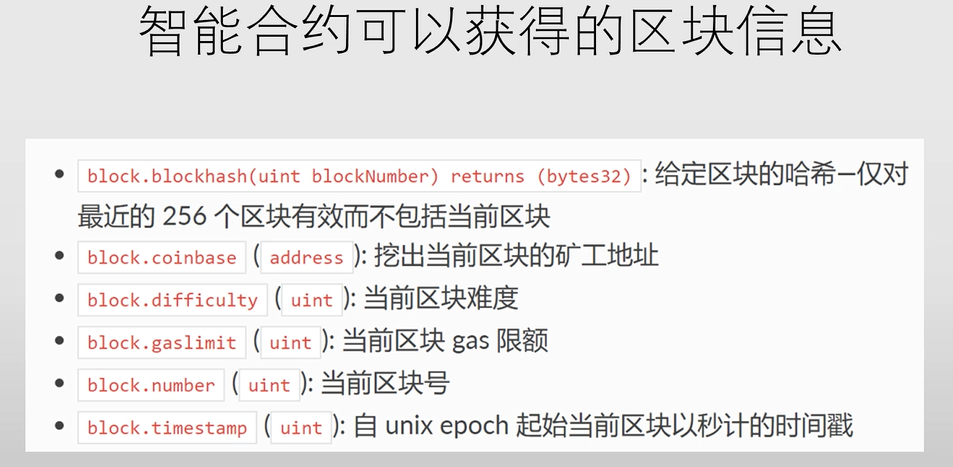 智能合约可以获得的区块信息
• block.blockhash(uint blockNumber) returns (bytes32): 给定区块的哈希—仅对
最近的 256 个区块有效而不包括当前区块
• block.coinbase (address): 挖出当前区块的矿工地址
• block.difficulty (uint): 当前区块难度
• block.gaslimit (uint): 当前区块 gas 限额
• block.number (uint): 当前区块号
• block.timestamp (uint): 自 unix epoch 起始当前区块以秒计的时间戳